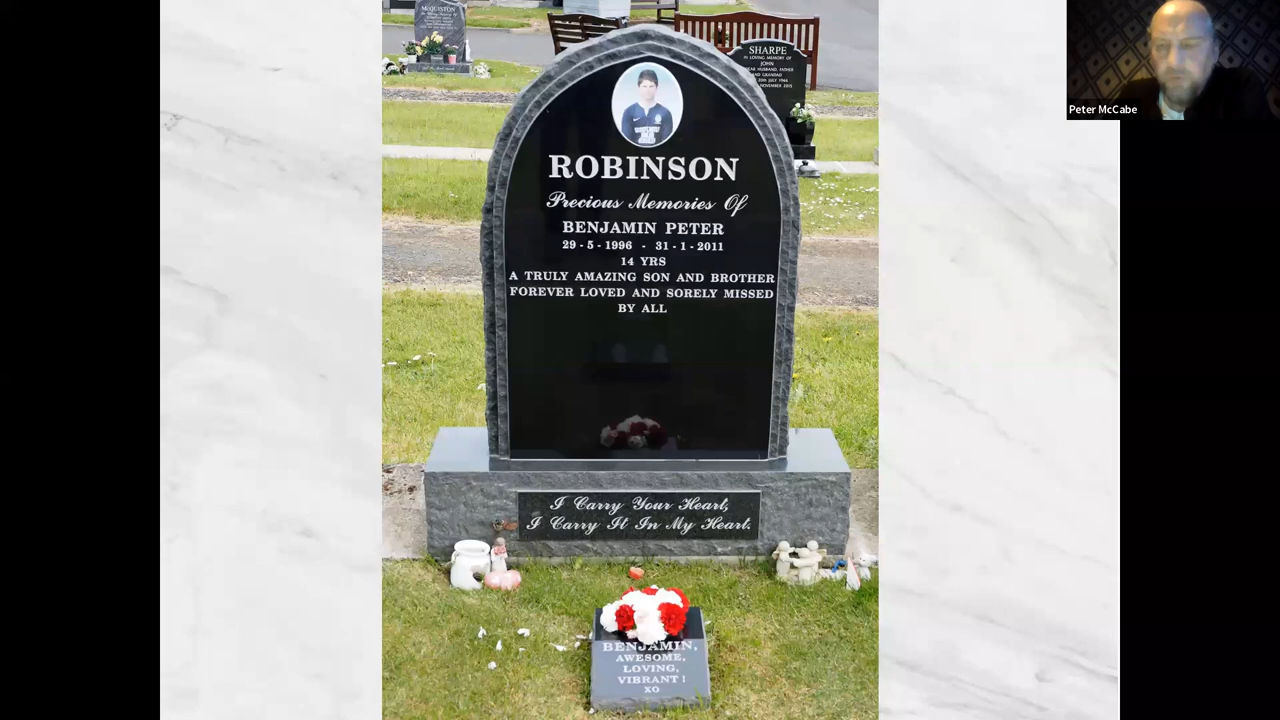 McQUISTON
SHARPE
IN LOVING MEMORY OF
JOHN
Peter McCabe
ROBINSON
Precious Memories Of
BENJAMIN PETER
29 - 5 - 1996 - 31 - 1 - 2011
14 YRS
A TRULY AMAZING SON AND BROTHER
FOREVER LOVED AND SORELY MISSED
BY ALL
I Carry Your Heart,
I Carry It In My Heart.
BENJAMIN,
AWESOME,
LOVING,
VIBRANT !
XO